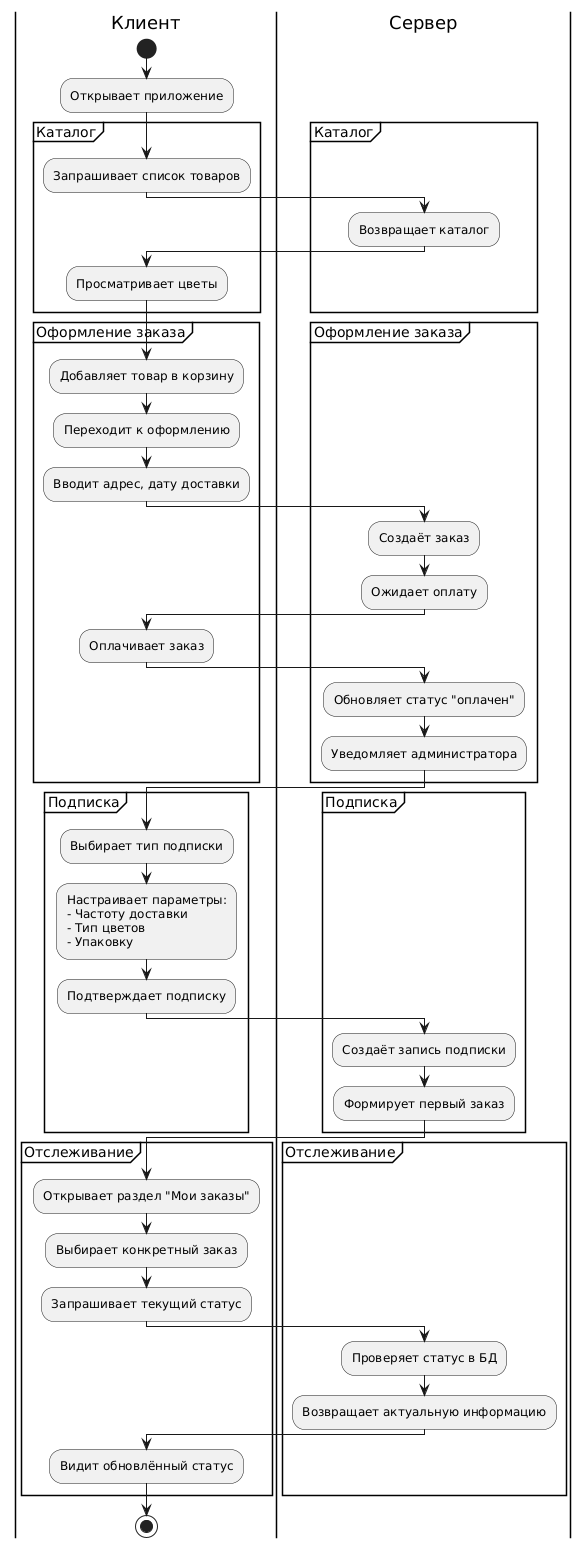 Клиент
Сервер
Открывает приложение
Каталог
Каталог
Запрашивает список товаров
Возвращает каталог
Просматривает цветы
Оформление заказа
Оформление заказа
Добавляет товар в корзину
Переходит к оформлению
Вводит адрес, дату доставки
Создаёт заказ
Ожидает оплату
Оплачивает заказ
Обновляет статус "оплачен"
Уведомляет администратора
Подписка
Подписка
Выбирает тип подписки
Настраивает параметры:
- Частоту доставки
- Тип цветов
- Упаковку
Подтверждает подписку
Создаёт запись подписки
Формирует первый заказ
Отслеживание
Отслеживание
Открывает раздел "Мои заказы"
Выбирает конкретный заказ
Запрашивает текущий статус
Проверяет статус в БД
Возвращает актуальную информацию
Видит обновлённый статус